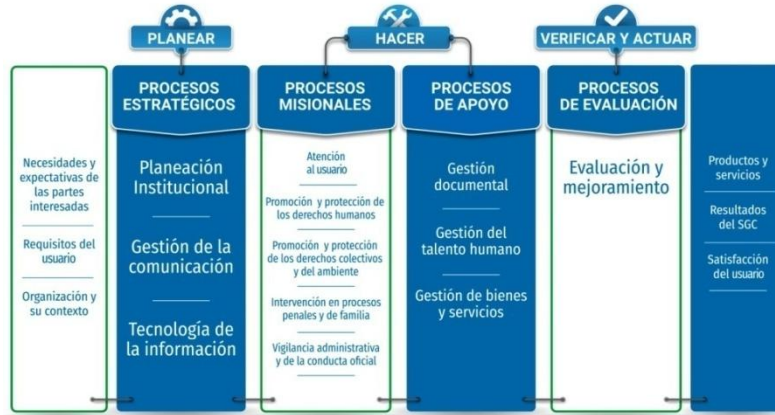 PLANEAR
HACER
VERIFICAR Y ACTUAR
Necesidades y
expectativas de
las partes
interesadas
Requisitos del
usuario
Organización y
su contexto
PROCESOS
ESTRATÉGICOS
Planeación
Institucional
Gestión de la
comunicación
Tecnología de
la información
PROCESOS
MISIONALES
Atención
al usuario
Promoción y protección
de los derechos humanos
Promoción y protección
de los derechos colectivos
y del ambiente
Intervención en procesos
penales y de familia
Vigilancia administrativa
y de la conducta oficial
PROCESOS
DE APOYO
Gestión
documental
Gestión del
talento humano
Gestión de bienes
y servicios
PROCESOS
DE EVALUACIÓN
Evaluación y
mejoramiento
Productos y
servicios
Resultados
del SGC
Satisfacción
del usuario